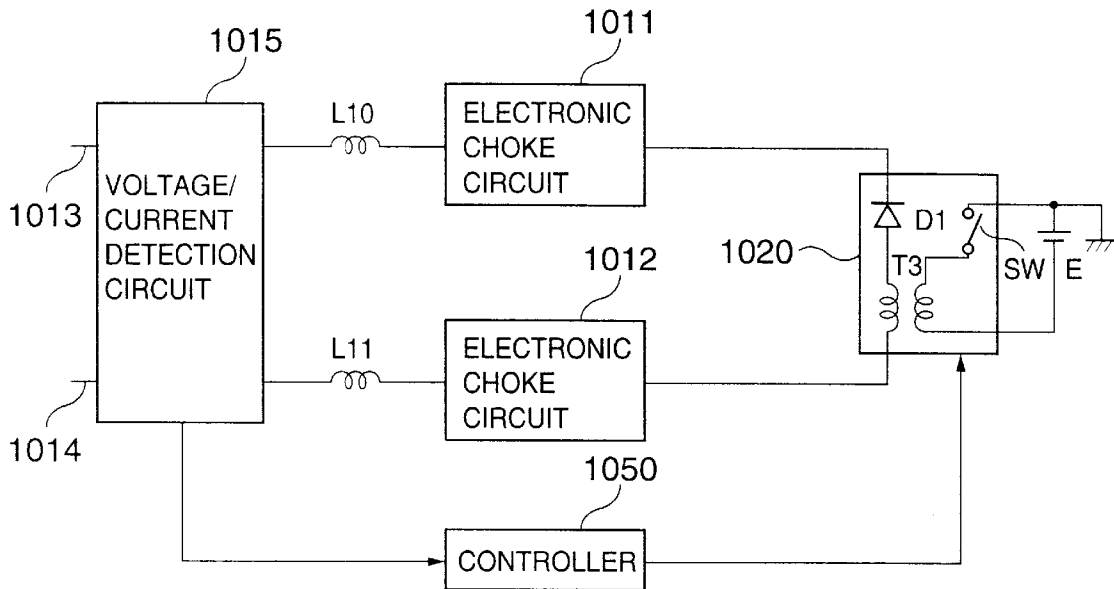 1015
1011
L10
ELECTRONIC
CHOKE
CIRCUIT
1013
VOLTAGE/
CURRENT
DETECTION
CIRCUIT
D1
1020
T3
SW
E
1012
L11
ELECTRONIC
CHOKE
CIRCUIT
1014
1050
CONTROLLER